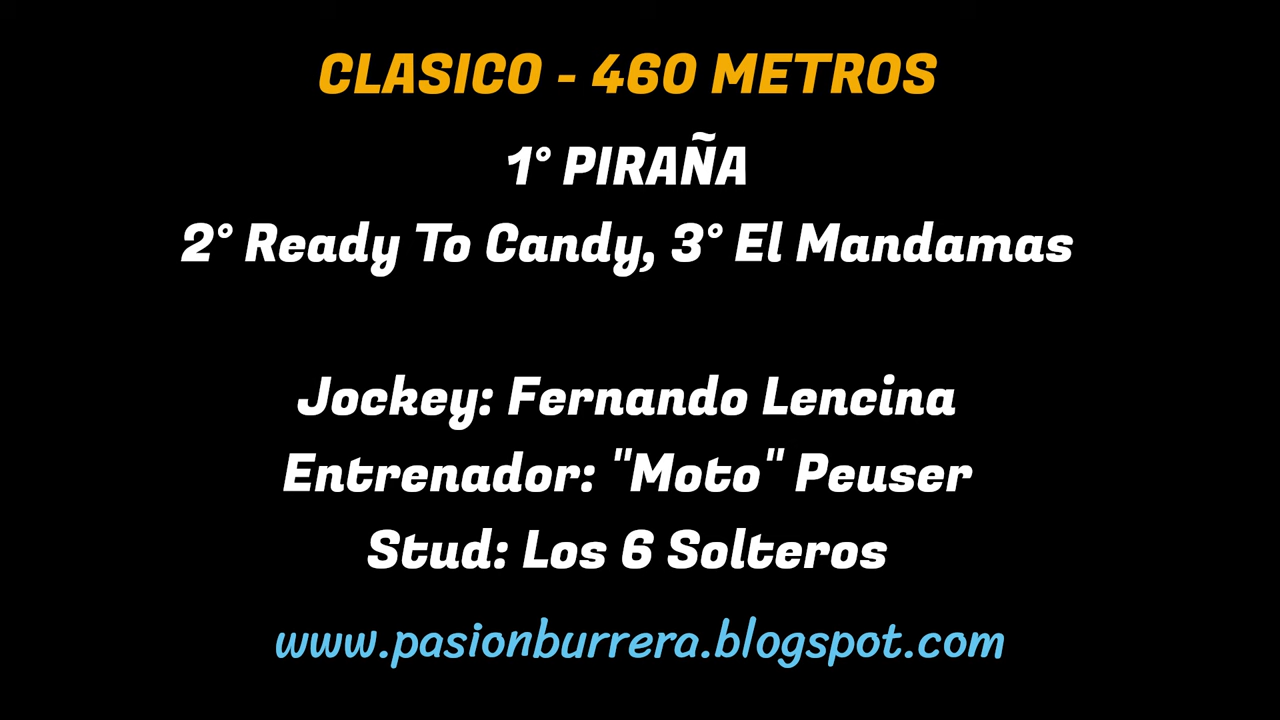 CLASICO - 460 METROS
1° PIRAÑA
2° Ready To Candy, 3° El Mandamas
Jockey: Fernando Lencina
Entrenador: "Moto" Peuser
Stud: Los 6 Solteros
www.pasionburrera.blogspot.com